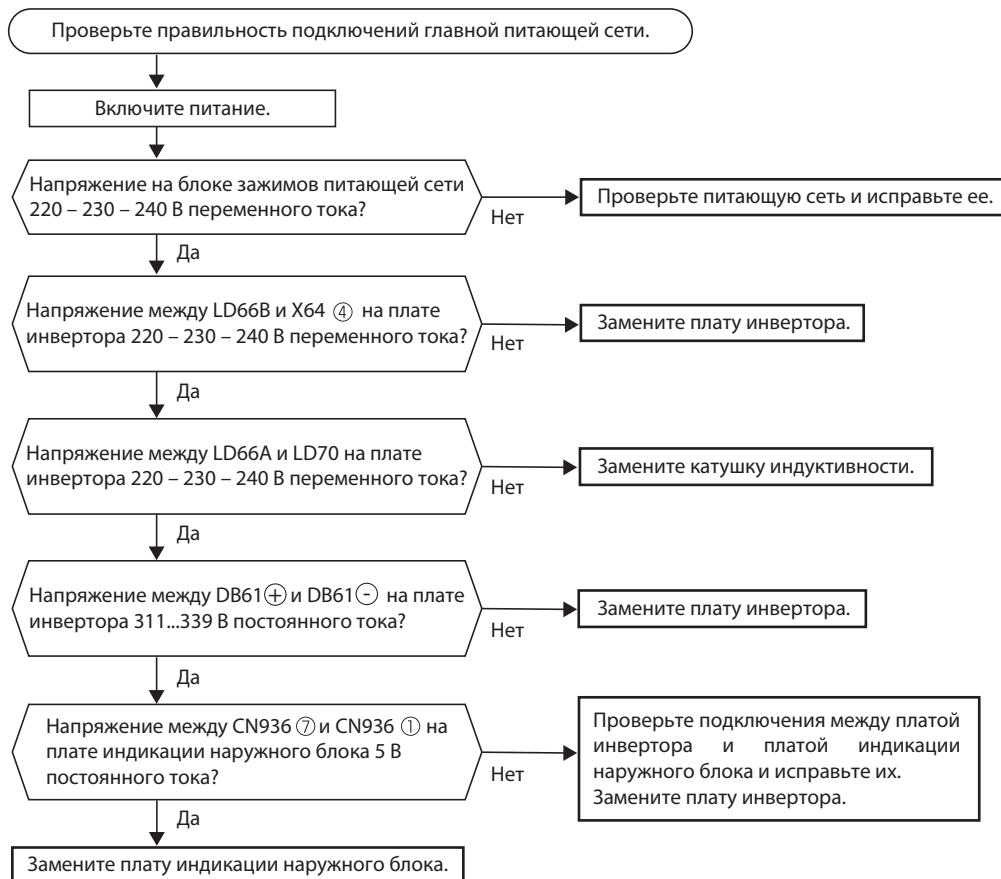 Проверьте правильность подключений главной питающей сети.
Включите питание.
Напряжение на блоке зажимов питающей сети
220 – 230 – 240 В переменного тока?
Нет
Проверьте питающую сеть и исправьте ее.
Да
Напряжение между LD66B и X64 ④ на плате
инвертора 220 – 230 – 240 В переменного тока?
Нет
Замените плату инвертора.
Да
Напряжение между LD66A и LD70 на плате
инвертора 220 – 230 – 240 В переменного тока?
Нет
Замените катушку индуктивности.
Да
Напряжение между DB61⊕ и DB61⊖ на плате
инвертора 311...339 В постоянного тока?
Нет
Замените плату инвертора.
Да
Напряжение между CN936 ⑦ и CN936 ① на
плате индикации наружного блока 5 В
постоянного тока?
Нет
Проверьте подключения между платой
инвертора и платой индикации
наружного блока и исправьте их.
Замените плату инвертора.
Да
Замените плату индикации наружного блока.